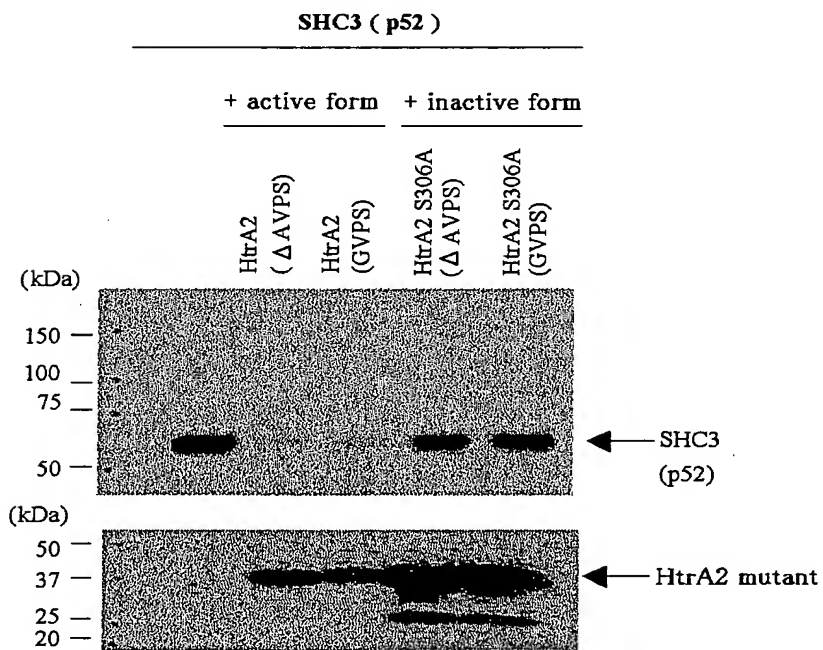 SHC3 ( p52 )
+ active form
+ inactive form
HtrA2
( Δ AVPS)
HtrA2
(GVPS)
HtrA2 S306A
(Δ AVPS)
HtrA2 S306A
(GVPS)
(kDa)
150
100
75
50
SHC3
(p52)
(kDa)
50
37
25
20
HtrA2 mutant